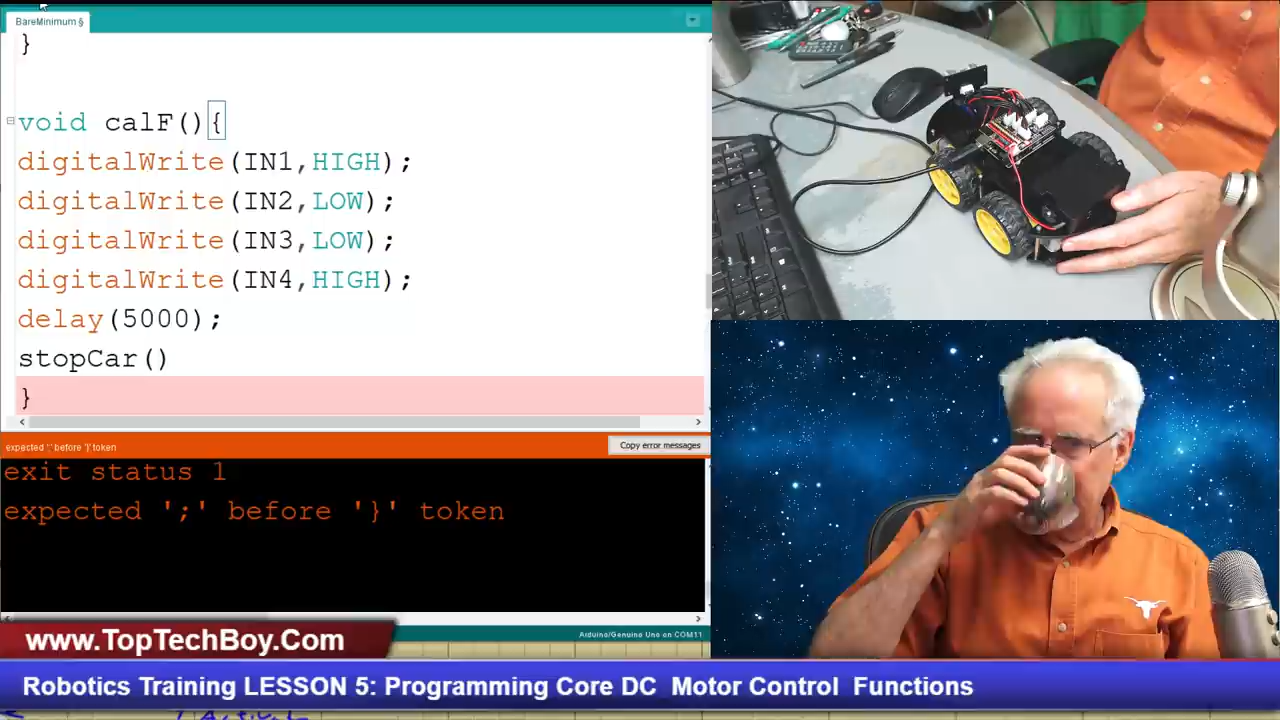 BareMinimum §
}
void calF(){
digitalWrite(IN1,HIGH);
digitalWrite(IN2,LOW);
digitalWrite(IN3,LOW);
digitalWrite(IN4,HIGH);
delay(5000);
stopCar()
}
expected ';' before '}' token
Copy error messages
exit status 1
expected ';' before '}' token
Arduino/Genuino Uno on COM11
www.TopTechBoy.Com
Robotics Training LESSON 5: Programming Core DC Motor Control Functions